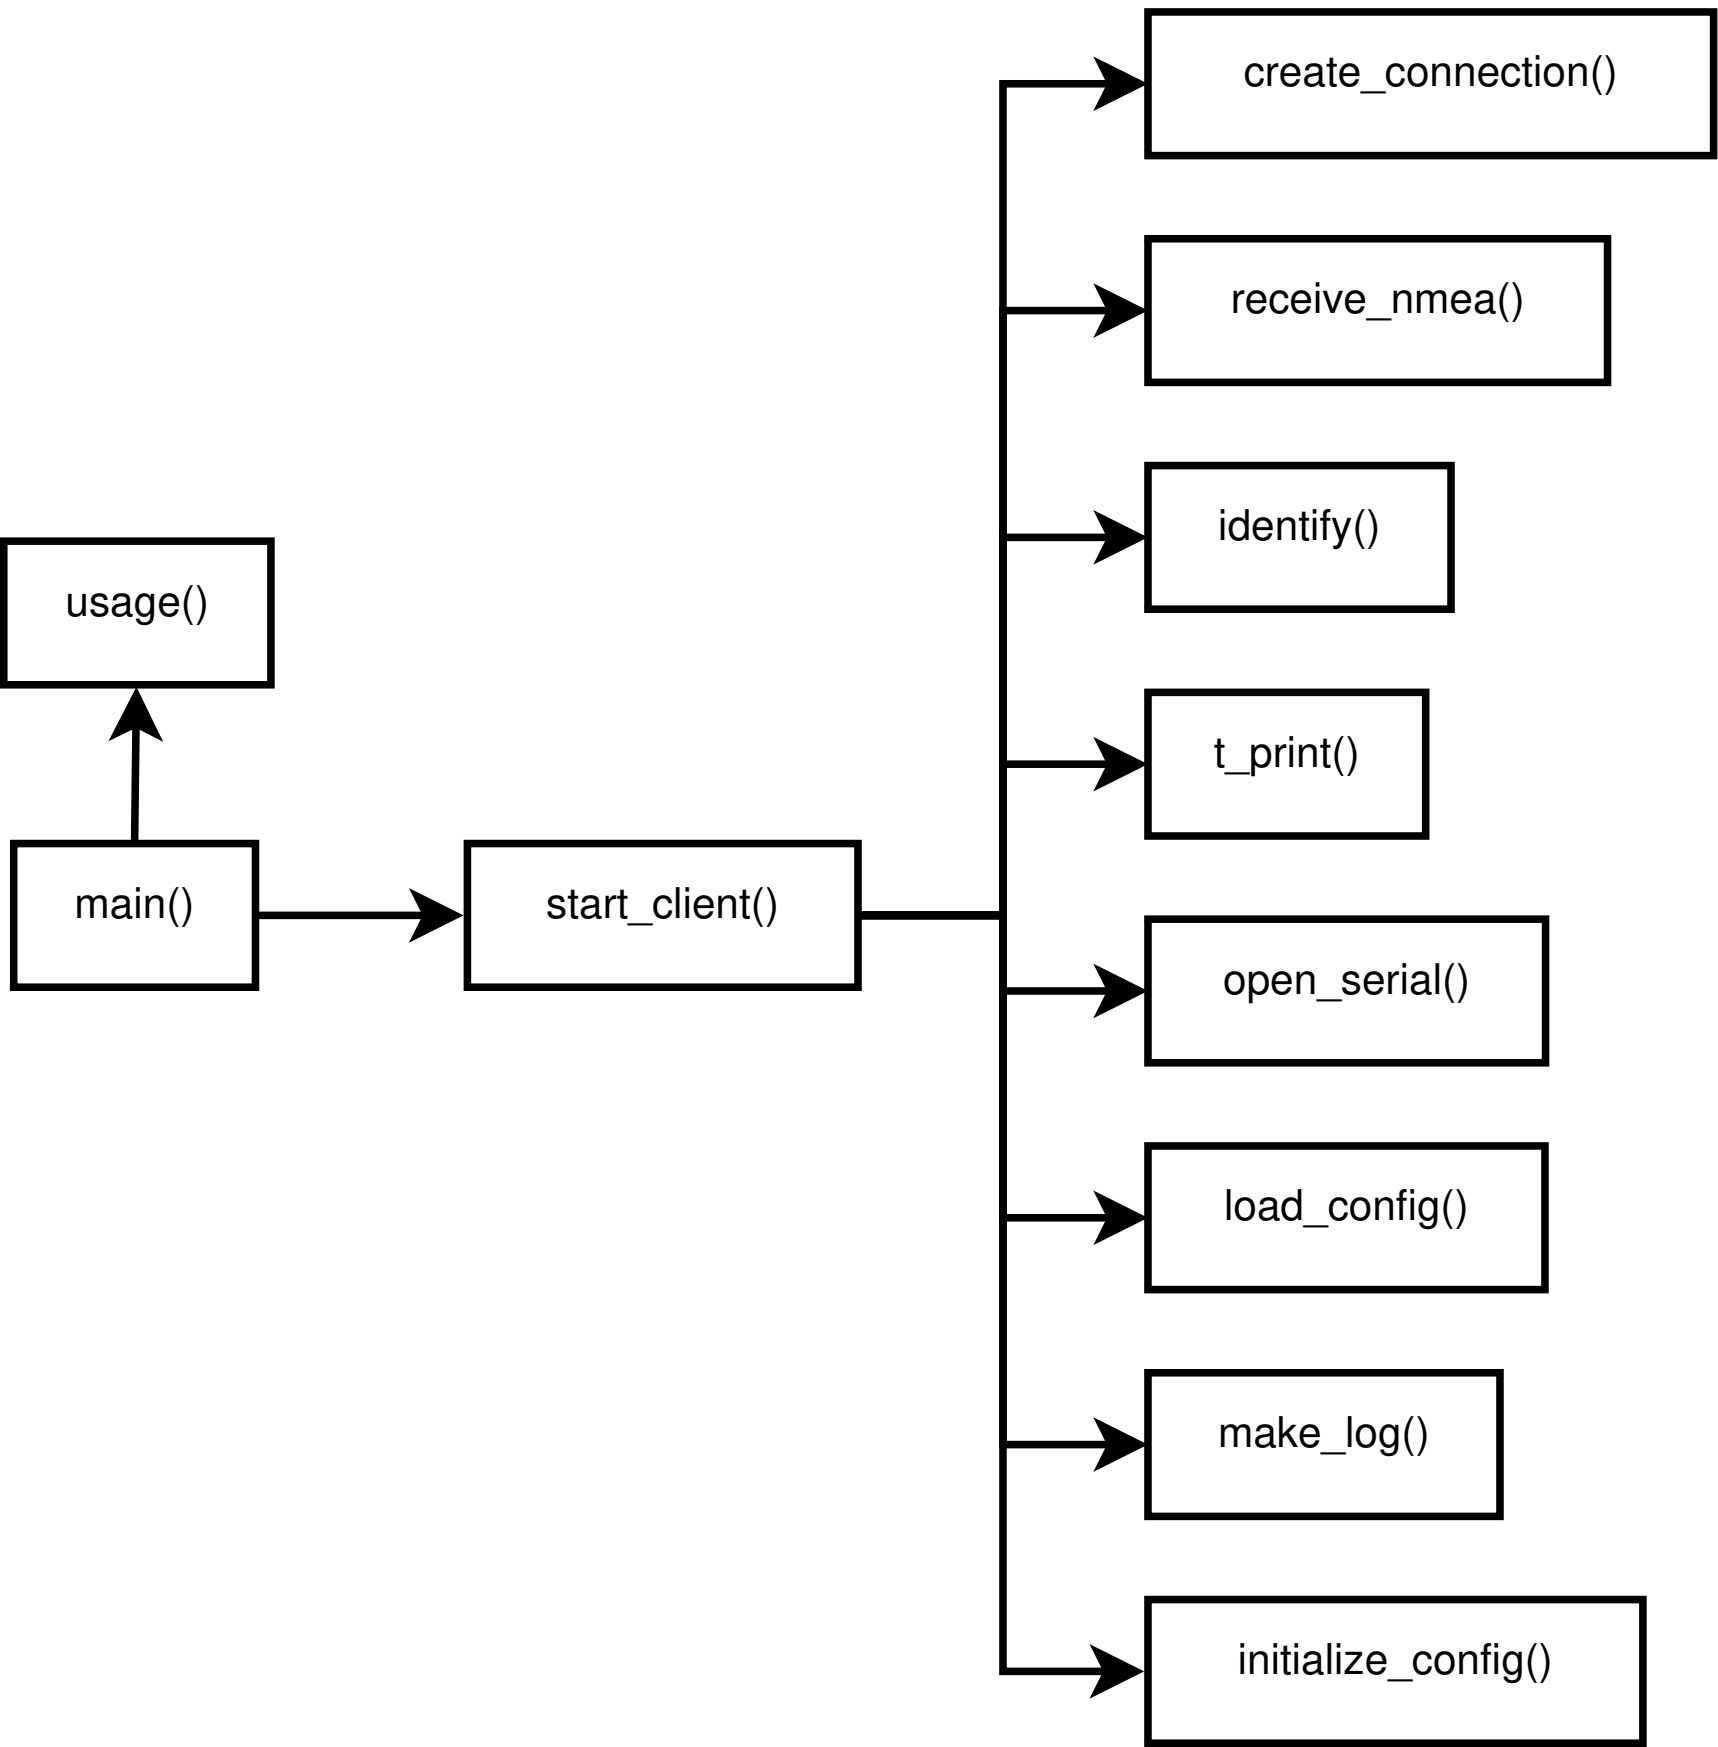 create_connection()
receive_nmea()
identify()
usage()
t_print()
main()
start_client()
open_serial()
load_config()
make_log()
initialize_config()